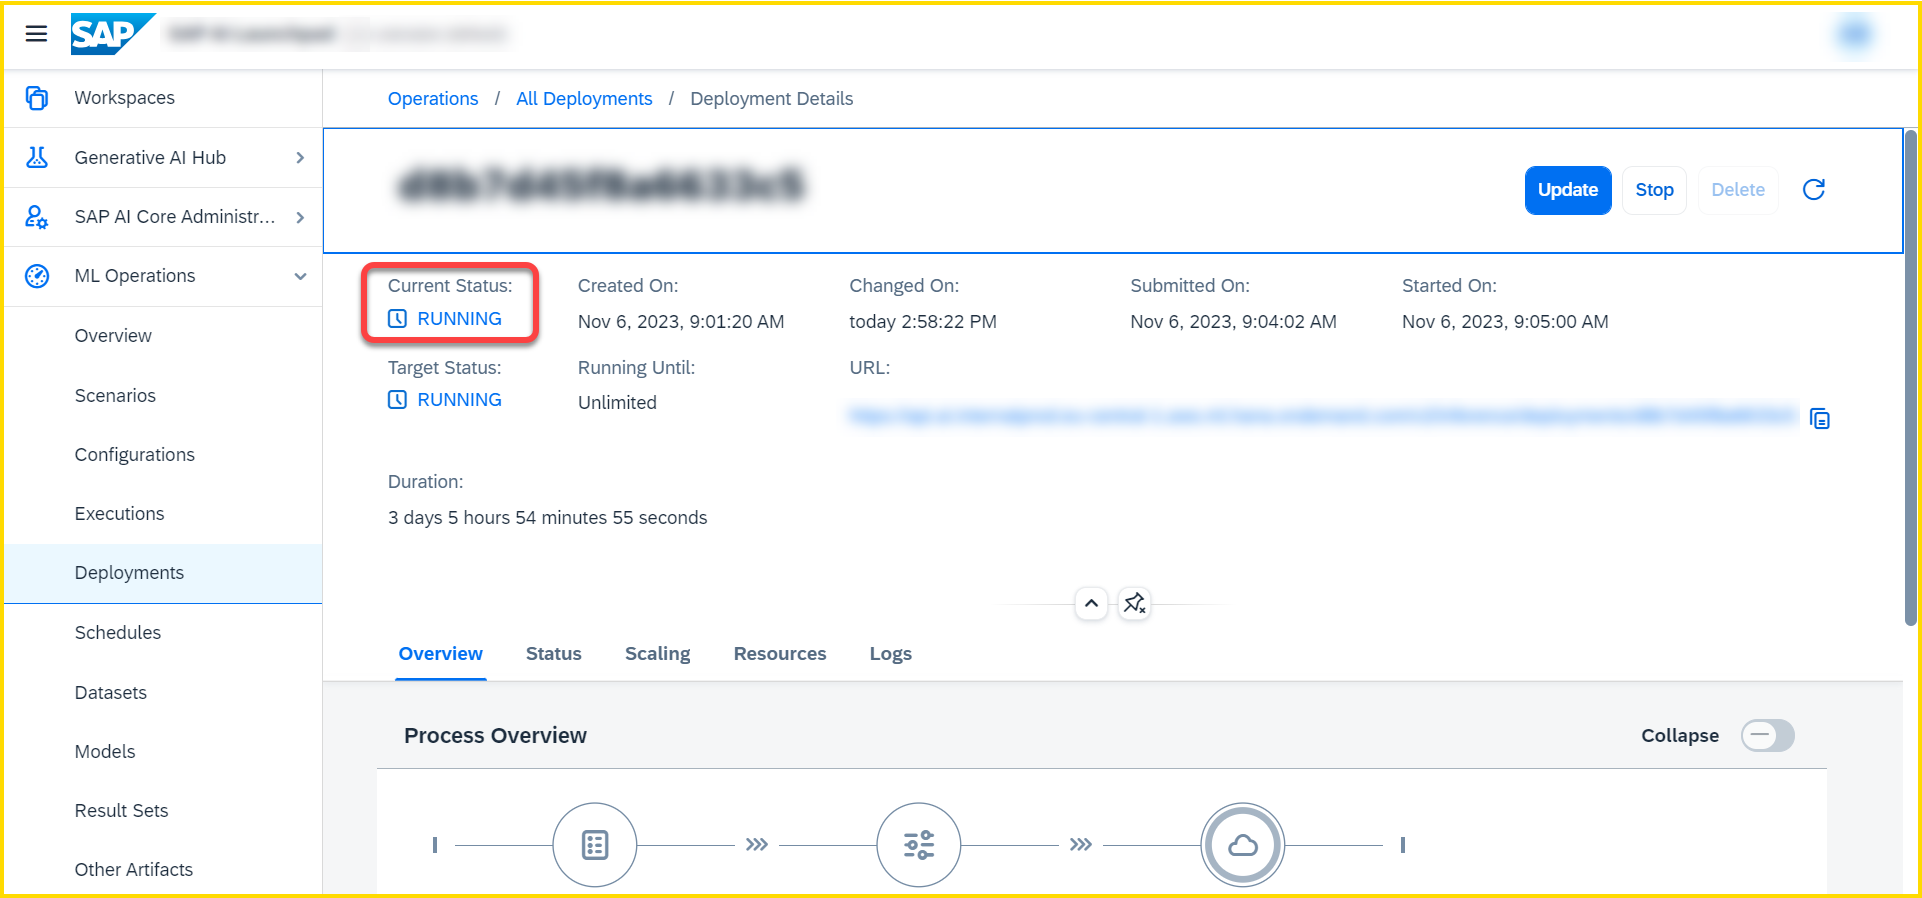 SAP
Workspaces
Generative AI Hub
SAP AI Core Administr...
ML Operations
Overview
Scenarios
Configurations
Executions
Deployments
Schedules
Datasets
Models
Result Sets
Other Artifacts
Operations / All Deployments / Deployment Details
Update Stop Delete
Current Status:
RUNNING
Created On:
Nov 6, 2023, 9:01:20 AM
Changed On:
today 2:58:22 PM
Submitted On:
Nov 6, 2023, 9:04:02 AM
Started On:
Nov 6, 2023, 9:05:00 AM
Target Status:
RUNNING
Running Until:
Unlimited
URL:
Duration:
3 days 5 hours 54 minutes 55 seconds
Overview Status Scaling Resources Logs
Process Overview
Collapse